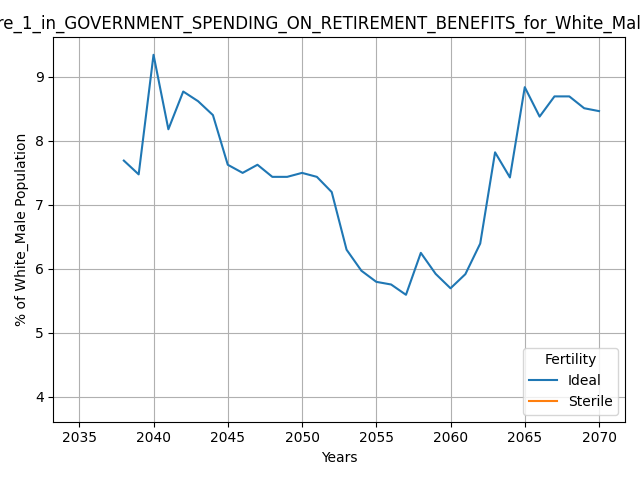 re_1_in_GOVERNMENT_SPENDING_ON_RETIREMENT_BENEFITS_for_White_Mal
9
8
7
6
5
4
% of White_Male Population
Fertility
Ideal
Sterile
2035 2040 2045 2050 2055 2060 2065 2070
Years